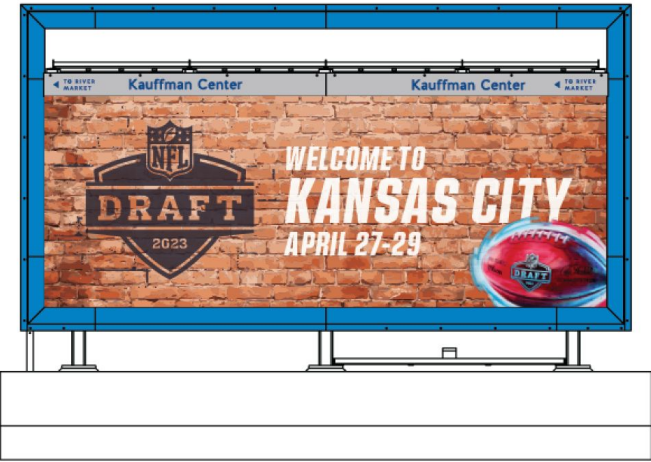 TO RIVER
MARKET
Kauffman Center
Kauffman Center
TO RIVER
MARKET
NFL
DRAFT
2023
WELCOME TO
KANSAS CITY
APRIL 27-29
DRAFT